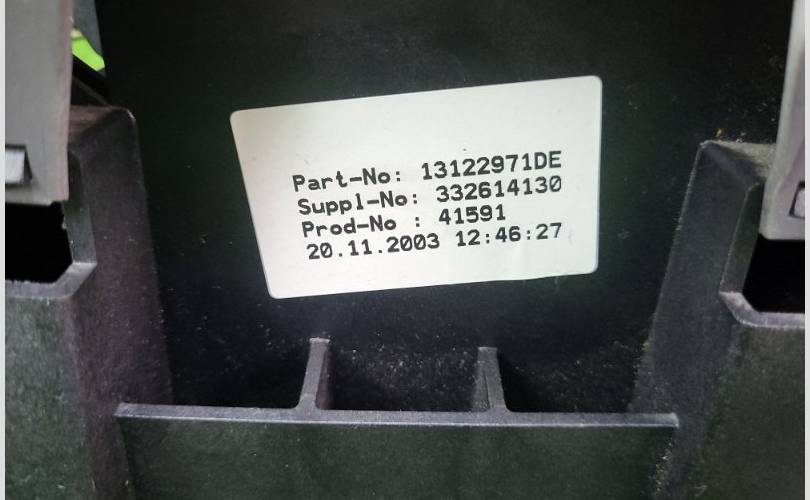 Part-No: 13122971DE
Suppl-No: 332614130
Prod-No : 41591
20.11.2003 12:46:27